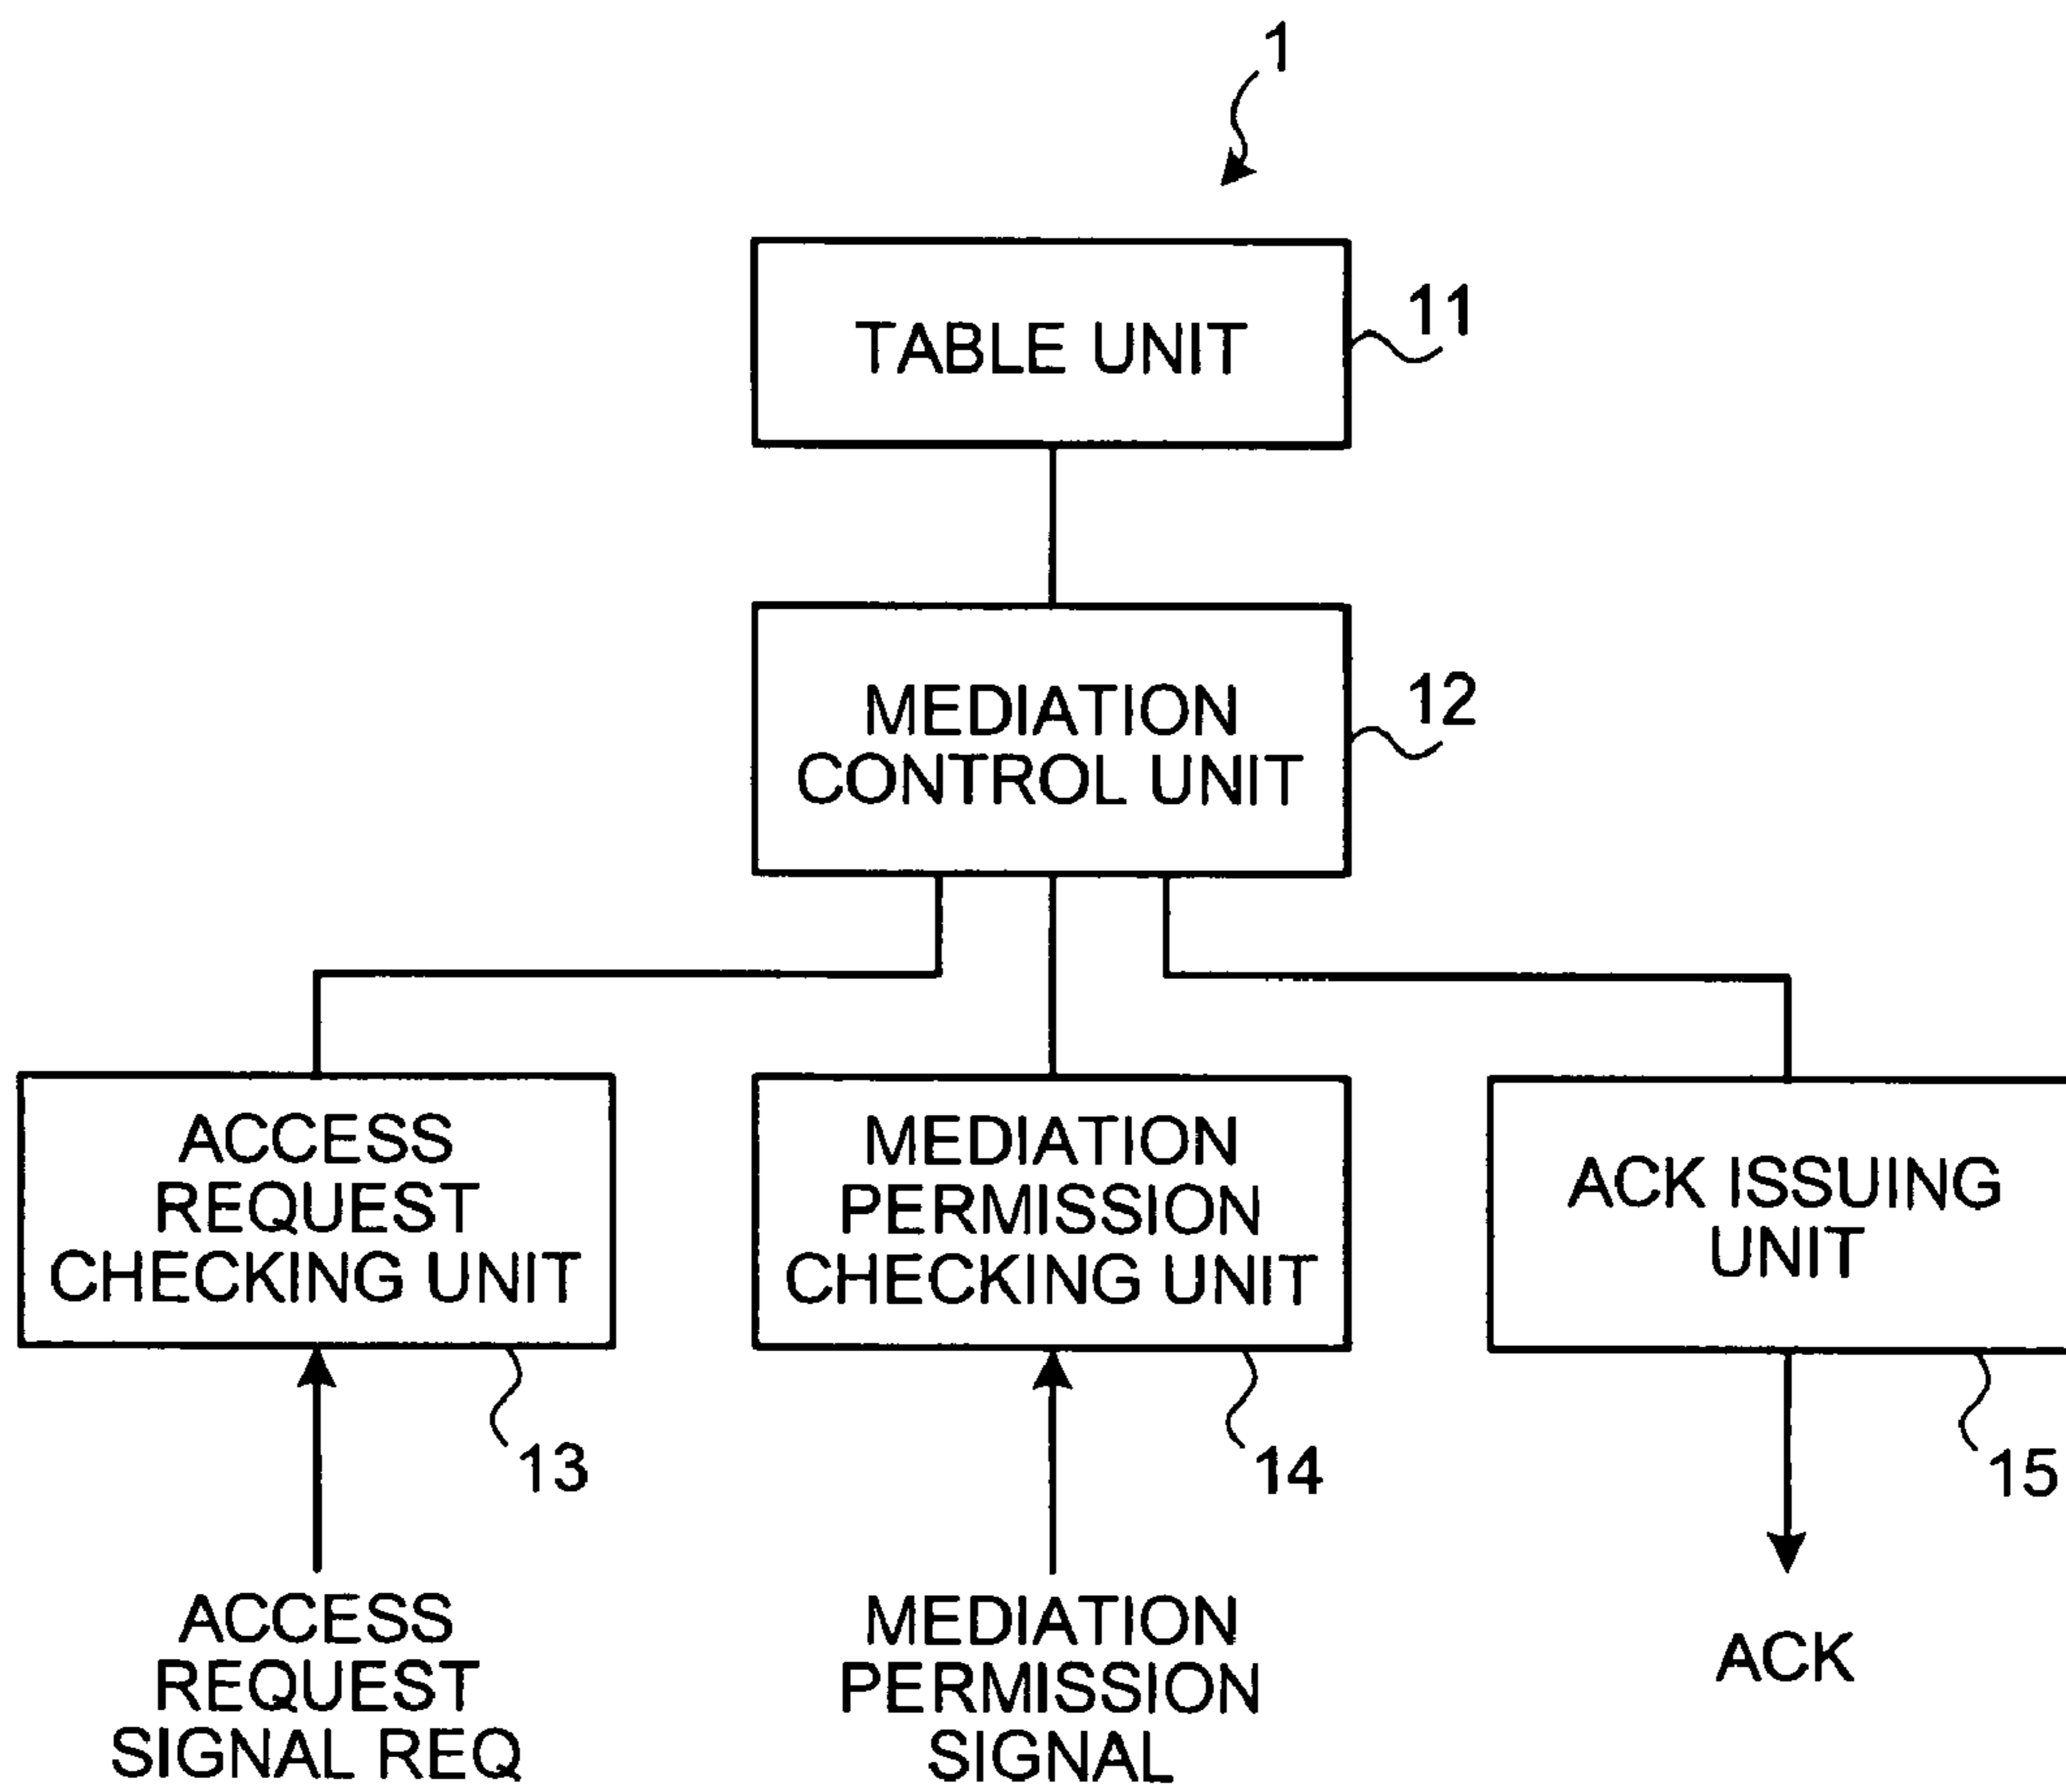 1
TABLE UNIT
11
MEDIATION
CONTROL UNIT
12
ACCESS
REQUEST
CHECKING UNIT
13
MEDIATION
PERMISSION
CHECKING UNIT
14
ACK ISSUING
UNIT
15
ACCESS
REQUEST
SIGNAL REQ
MEDIATION
PERMISSION
SIGNAL
ACK